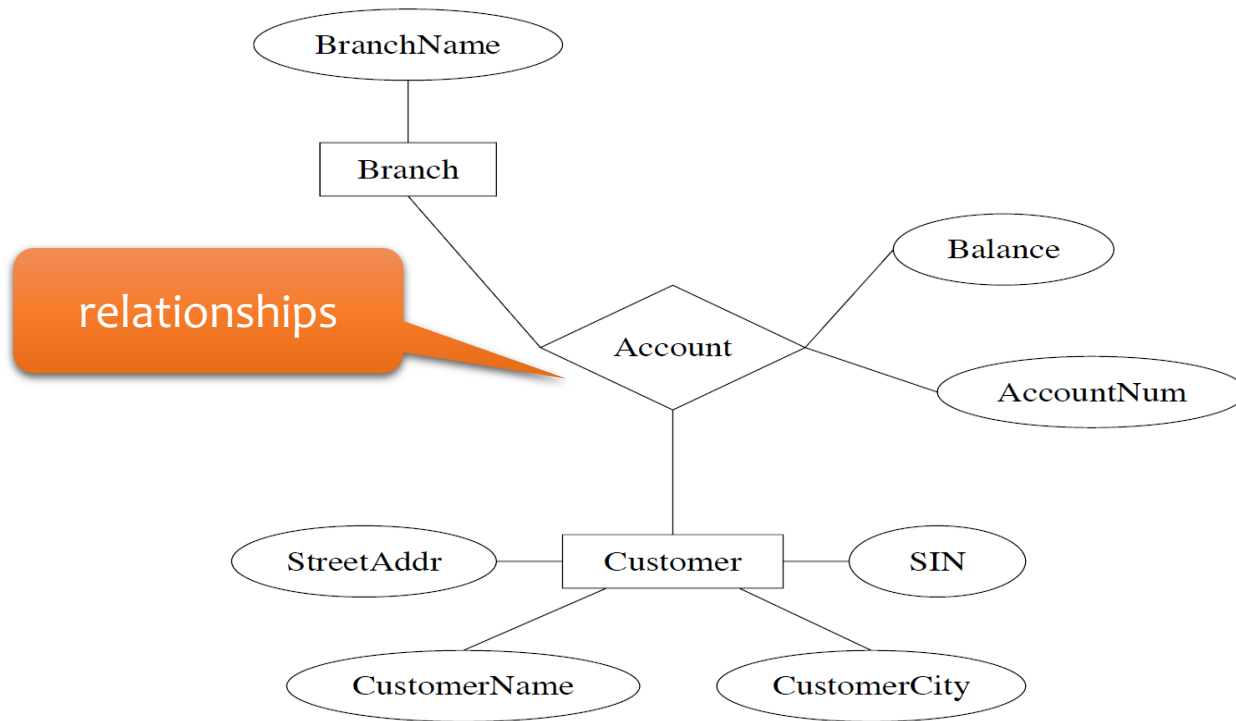 BranchName
Branch
Balance
relationships
Account
AccountNum
StreetAddr
Customer
SIN
CustomerName
CustomerCity